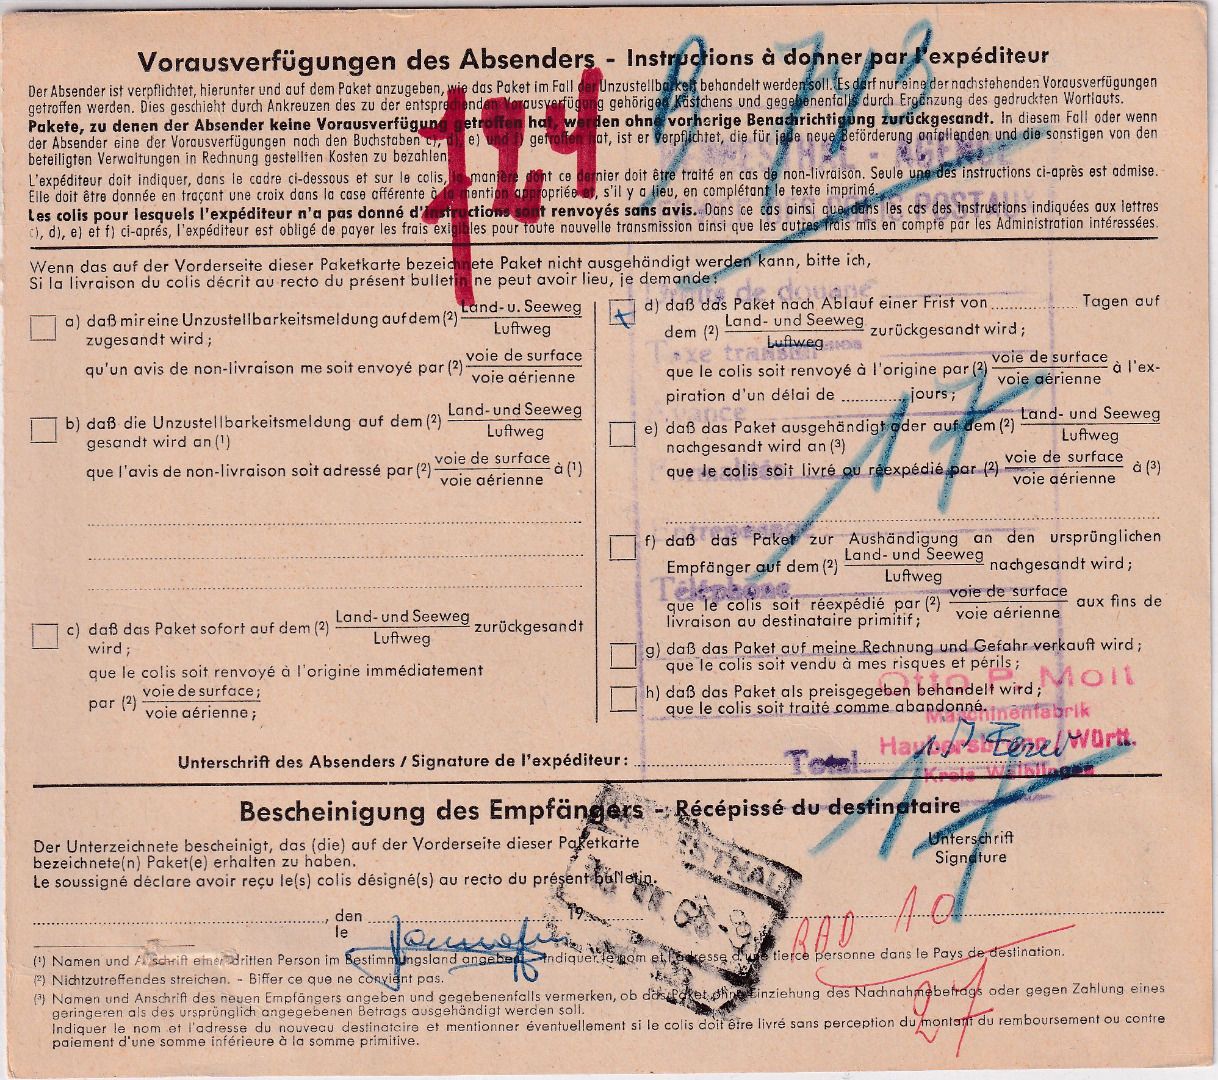 Vorausverfügungen des Absenders - Instructions à donner par l'expéditeur
Der Absender ist verpflichtet, hierunter und auf dem Paket anzugeben, wie das Paket im Fall der Unzustellbarkeit behandelt werden soll. Es darf nur eine der nachstehenden Vorausverfügungen
getroffen werden. Dies geschieht durch Ankreuzen des zu der entsprechenden Vorausverfügung gehörigen Kästchens und gegebenenfalls durch Ergänzung des gedruckten Wortlauts.
Pakete, zu denen der Absender keine Vorausverfügung getroffen hat, werden ohne vorherige Benachrichtigung zurückgesandt. In diesem Fall oder wenn
der Absender eine der Vorausverfügungen nach den Buchstaben c), d), e) und f) getroffen hat, ist er verpflichtet, die für jede neue Beförderung anfallenden und die sonstigen von den
beteiligten Verwaltungen in Rechnung gestellten Kosten zu bezahlen.
L'expéditeur doit indiquer, dans le cadre ci-dessous et sur le colis, la manière dont ce dernier doit être traité en cas de non-livraison. Seule une des instructions ci-après est admise.
Elle doit être donnée en traçant une croix dans la case afférente à la mention appropriée et, s'il y a lieu, en complétant le texte imprimé.
Les colis pour lesquels l'expéditeur n'a pas donné d'instructions sont renvoyés sans avis. Dans ce cas ainsi que dans les cas des nstructions indiquées aux lettres
c), d), e) et f) ci-aprés, l'expéditeur est obligé de payer les frais exigibles pour toute nouvelle transmission ainsi que les autres frais mis en compte par les Administration intéressées.
Wenn das auf der Vorderseite dieser Paketkarte bezeichnete Paket nicht ausgehändigt werden kann, bitte ich,
Si la livraison du colis décrit au recto du présent bulletin ne peut avoir lieu, je demande:
a) daß mir eine Unzustellbarkeitsmeldung auf dem (2) Land- u. Seeweg
Luftweg
zugesandt wird;
qu'un avis de non-livraison me soit envoyé par (2) voie de surface
voie aérienne
b) daß die Unzustellbarkeitsmeldung auf dem (2) Land- und Seeweg
Luftweg
gesandt wird an (1)
que l'avis de non-livraison soit adressé par (2) voie de surface
voie aérienne
à (1)
c) daß das Paket sofort auf dem (2) Land- und Seeweg
Luftweg
zurückgesandt
wird;
que le colis soit renvoyé à l'origine immédiatement
par (2) voie de surface;
voie aérienne;
d) daß das Paket nach Ablauf einer Frist von Tagen auf
dem (2) Land- und Seeweg
Luftweg
zurückgesandt wird;
que le colis soit renvoyé à l'origine par (2) voie de surface
voie aérienne
à l'ex-
piration d'un délai de jours;
e) daß das Paket ausgehändigt oder auf dem (2) Land- und Seeweg
Luftweg
nachgesandt wird an (3)
que le colis soit livré ou réexpédié par (2) voie de surface
voie aérienne
à (3)
f) daß das Paket zur Aushändigung an den ursprünglichen
Empfänger auf dem (2) Land- und Seeweg
Luftweg
nachgesandt wird;
que le colis soit réexpédié par (2) voie de surface
voie aérienne
aux fins de
livraison au destinataire primitif;
g) daß das Paket auf meine Rechnung und Gefahr verkauft wird;
que le colis soit vendu à mes risques et périls;
h) daß das Paket als preisgegeben behandelt wird;
que le colis soit traité comme abandonné.
AGENCE
COLIS POSTAUX
Droits de douane
Taxe
Avance
Formalités
Téléphone
Total
Otto P. Moll
Maschinenfabrik
Haubersbronn/Württ.
Kreis Waiblingen
17
Unterschrift des Absenders / Signature de l'expéditeur:
Bescheinigung des Empfängers - Récépissé du destinataire
Der Unterzeichnete bescheinigt, das (die) auf der Vorderseite dieser Paketkarte
bezeichnete(n) Paket(e) erhalten zu haben.
Le soussigné déclare avoir reçu le(s) colis désigné(s) au recto du présent bulletin.
Unterschrift
Signature
, den
le
19
RAD 10
27
(1) Namen und Anschrift einer dritten Person im Bestimmungsland angeben. - Indiquer le nom et l'adresse d'une tierce personne dans le Pays de destination.
(2) Nichtzutreffendes streichen. - Biffer ce que ne convient pas.
(3) Namen und Anschrift des neuen Empfängers angeben und gegebenenfalls vermerken, ob das Paket ohne Einziehung des Nachnahmebetrags oder gegen Zahlung eines
geringeren als des ursprünglich angegebenen Betrags ausgehändigt werden soll.
Indiquer le nom et l'adresse du nouveau destinataire et mentionner éventuellement si le colis doit être livré sans perception du montant du remboursement ou contre
paiement d'une somme inférieure à la somme primitive.